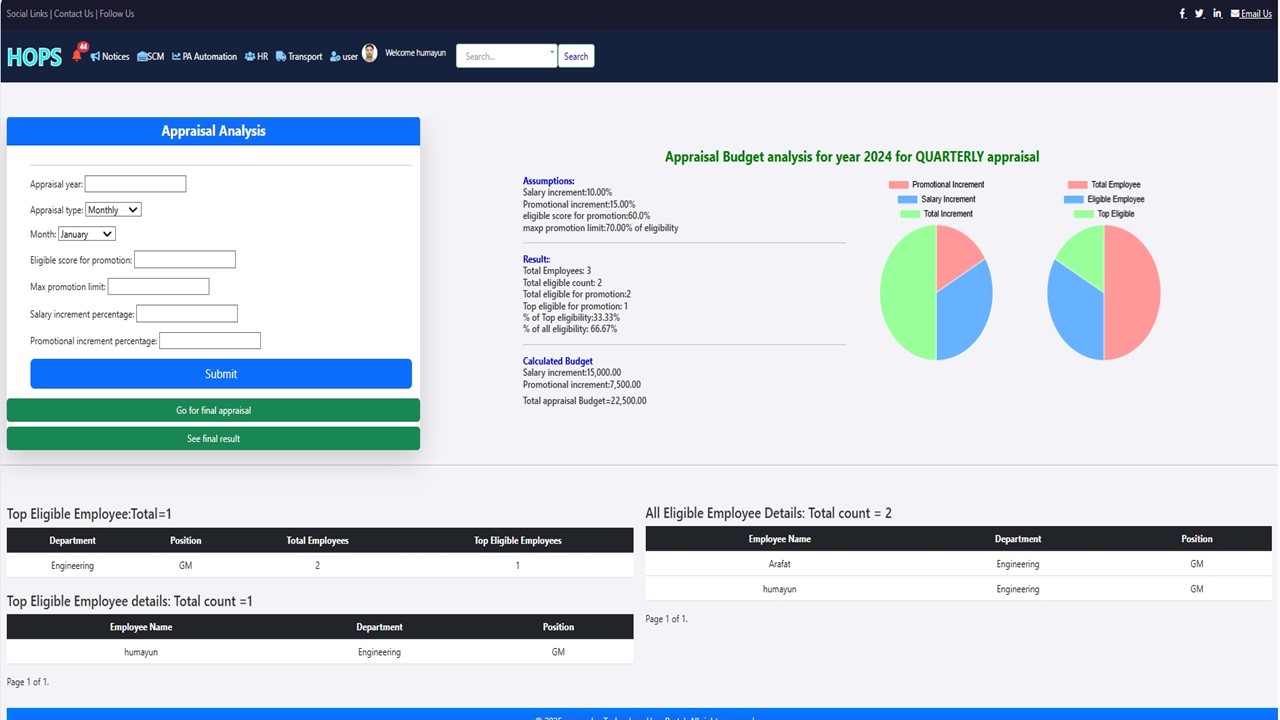 Social Links | Contact Us | Follow Us
Email Us
HOPS
44
Notices
SCM
PA Automation
HR
Transport
user
Welcome humayun
Search...
Search
Appraisal Analysis
Appraisal year:
Appraisal type: Monthly
Month: January
Eligible score for promotion:
Max promotion limit:
Salary increment percentage:
Promotional increment percentage:
Submit
Go for final appraisal
See final result
Appraisal Budget analysis for year 2024 for QUARTERLY appraisal
Assumptions:
Salary increment:10.00%
Promotional increment:15.00%
eligible score for promotion:60.0%
maxp promotion limit:70.00% of eligibility
Result::
Total Employees: 3
Total eligible count: 2
Total eligible for promotion:2
Top eligible for promotion: 1
% of Top eligibility:33.33%
% of all eligibility: 66.67%
Calculated Budget
Salary increment:15,000.00
Promotional increment:7,500.00
Total appraisal Budget=22,500.00
Promotional Increment
Salary Increment
Total Increment
Total Employee
Eligible Employee
Top Eligible
Top Eligible Employee:Total=1
Department Position Total Employees Top Eligible Employees
Engineering GM 2 1
Top Eligible Employee details: Total count =1
Employee Name Department Position
humayun Engineering GM
Page 1 of 1.
All Eligible Employee Details: Total count = 2
Employee Name Department Position
Arafat Engineering GM
humayun Engineering GM
Page 1 of 1.